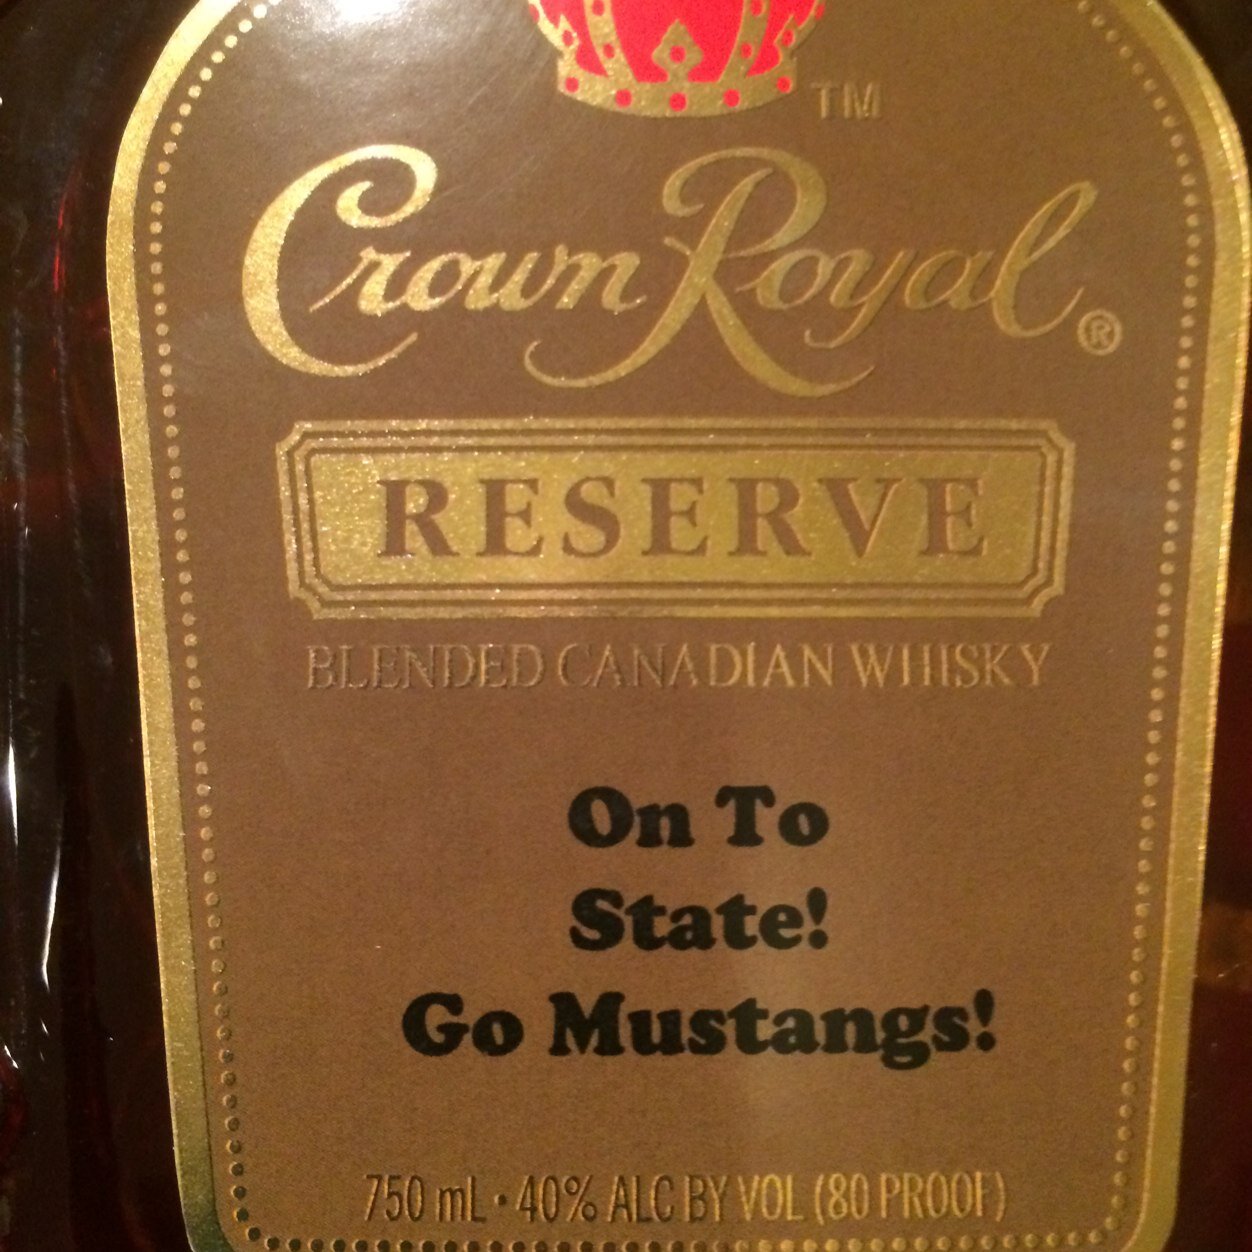 TM
Crown Royal®
RESERVE
BLENDED CANADIAN WHISKY
On To
State!
Go Mustangs!
750 mL · 40% ALC BY VOL (80 PROOF)